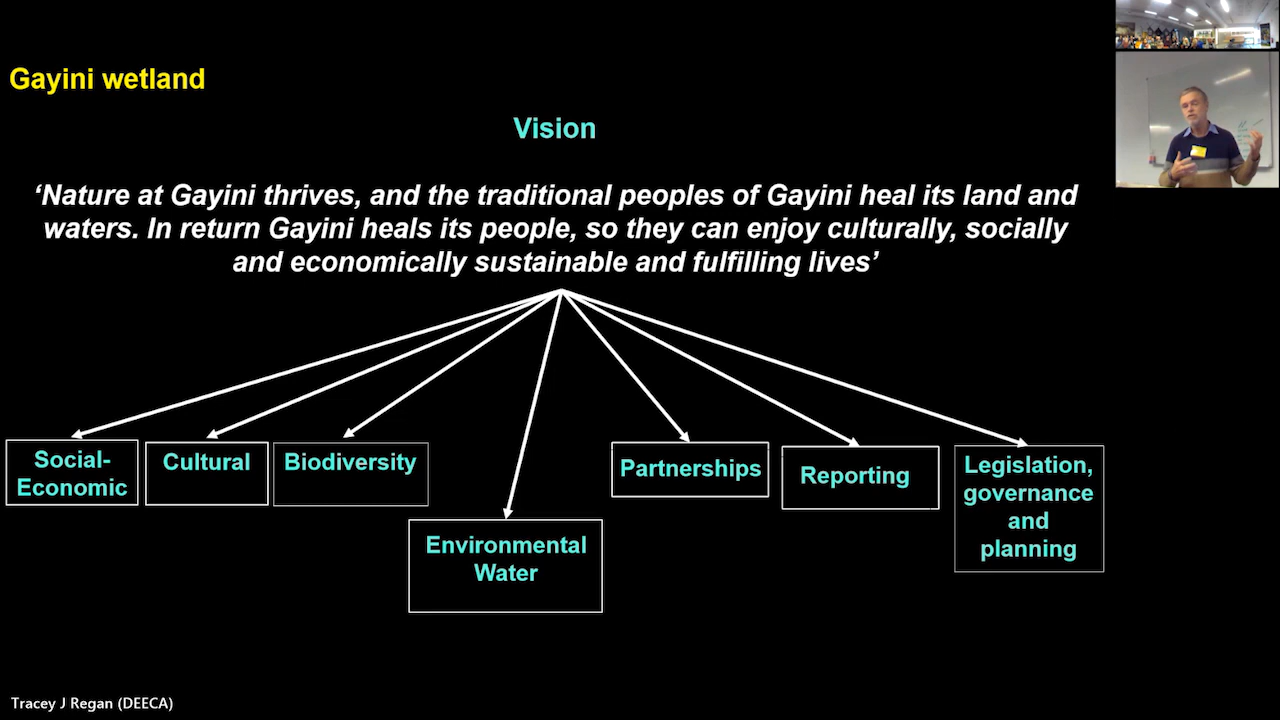 Gayini wetland
Vision
‘Nature at Gayini thrives, and the traditional peoples of Gayini heal its land and
waters. In return Gayini heals its people, so they can enjoy culturally, socially
and economically sustainable and fulfilling lives’
Social-
Economic
Cultural
Biodiversity
Environmental
Water
Partnerships
Reporting
Legislation,
governance
and
planning
Tracey J Regan (DEECA)